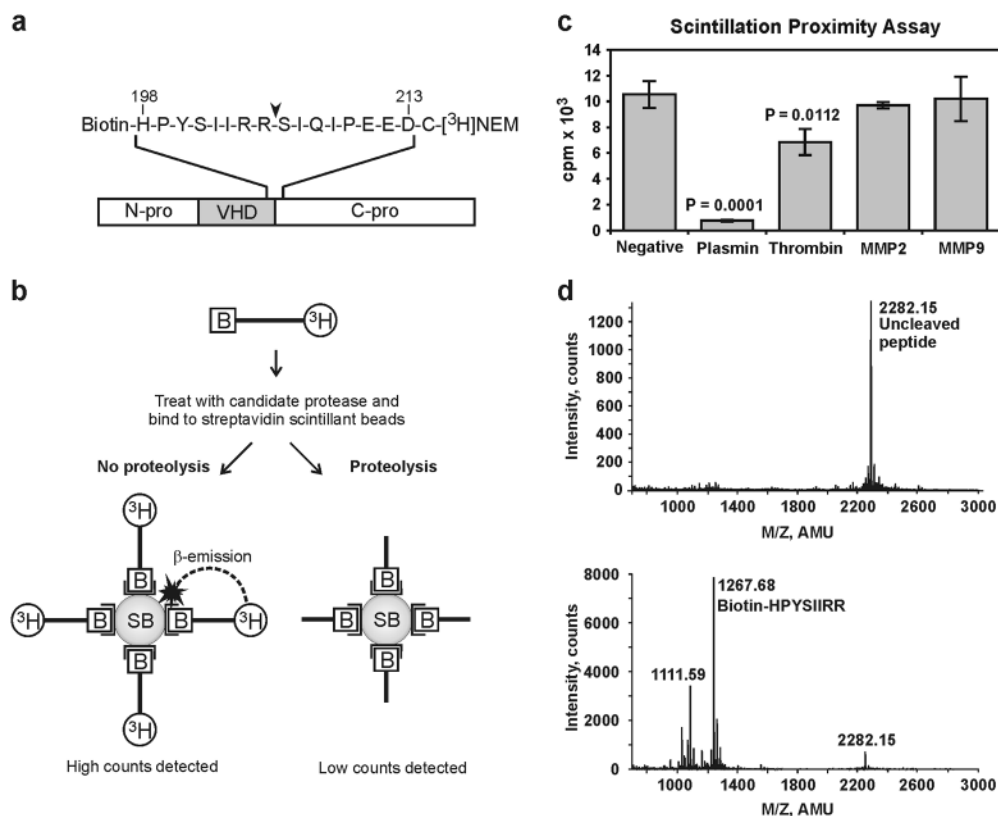 a
198
213
Biotin-H-P-Y-S-I-I-R-R-S-I-Q-I-P-E-E-D-C-[³H]NEM
N-pro
VHD
C-pro
b
B
³H
Treat with candidate protease and
bind to streptavidin scintillant beads
No proteolysis
Proteolysis
³H
β-emission
B
³H
B
SB
B
³H
B
³H
High counts detected
B
B
SB
B
B
Low counts detected
c
Scintillation Proximity Assay
cpm x 10³
14
12
10
8
6
4
2
0
P = 0.0001
P = 0.0112
Negative
Plasmin
Thrombin
MMP2
MMP9
d
Intensity, counts
1200
1000
800
600
400
200
0
2282.15
Uncleaved
peptide
1000
1400
1800
2200
2600
3000
M/Z, AMU
Intensity, counts
8000
6000
4000
2000
0
1267.68
Biotin-HPYSIIRR
1111.59
2282.15
1000
1400
1800
2200
2600
3000
M/Z, AMU